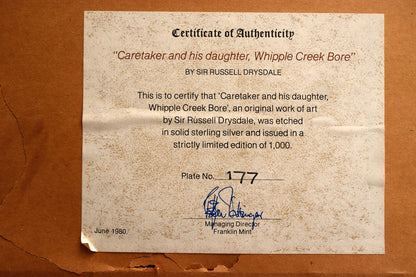 Certificate of Authenticity
"Caretaker and his daughter, Whipple Creek Bore"
BY SIR RUSSELL DRYSDALE
This is to certify that 'Caretaker and his daughter,
Whipple Creek Bore', an original work of art
by Sir Russell Drysdale, was etched
in solid sterling silver and issued in a
strictly limited edition of 1,000.
Plate No. 177
Managing Director
Franklin Mint
June 1980.